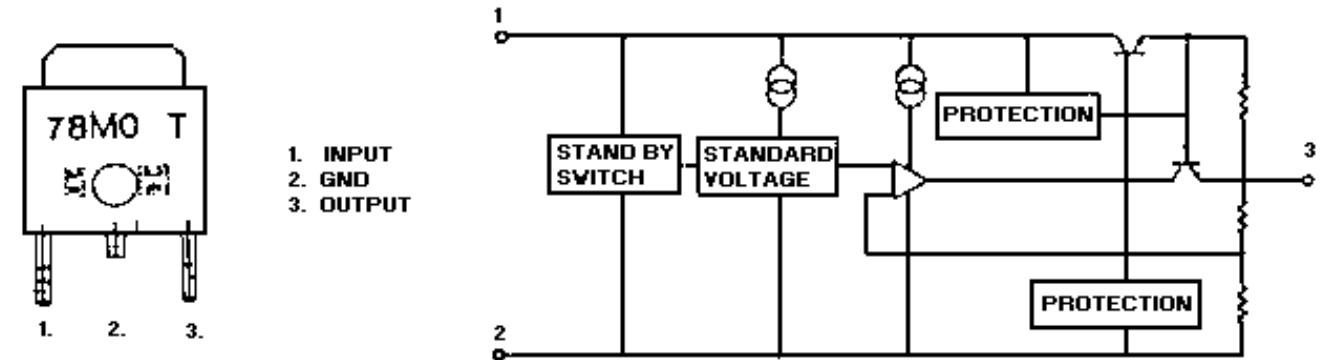 78M0 T
1. 2. 3.
1. INPUT
2. GND
3. OUTPUT
1
STAND BY
SWITCH
STANDARD
VOLTAGE
PROTECTION
3
PROTECTION
2